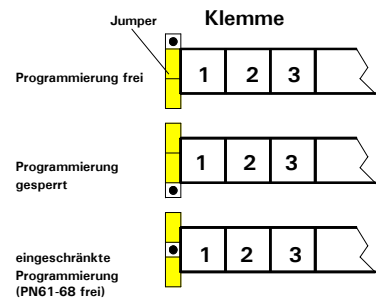 Jumper
Klemme
Programmierung frei
1 2 3
Programmierung
gesperrt
1 2 3
eingeschränkte
Programmierung
(PN61-68 frei)
1 2 3